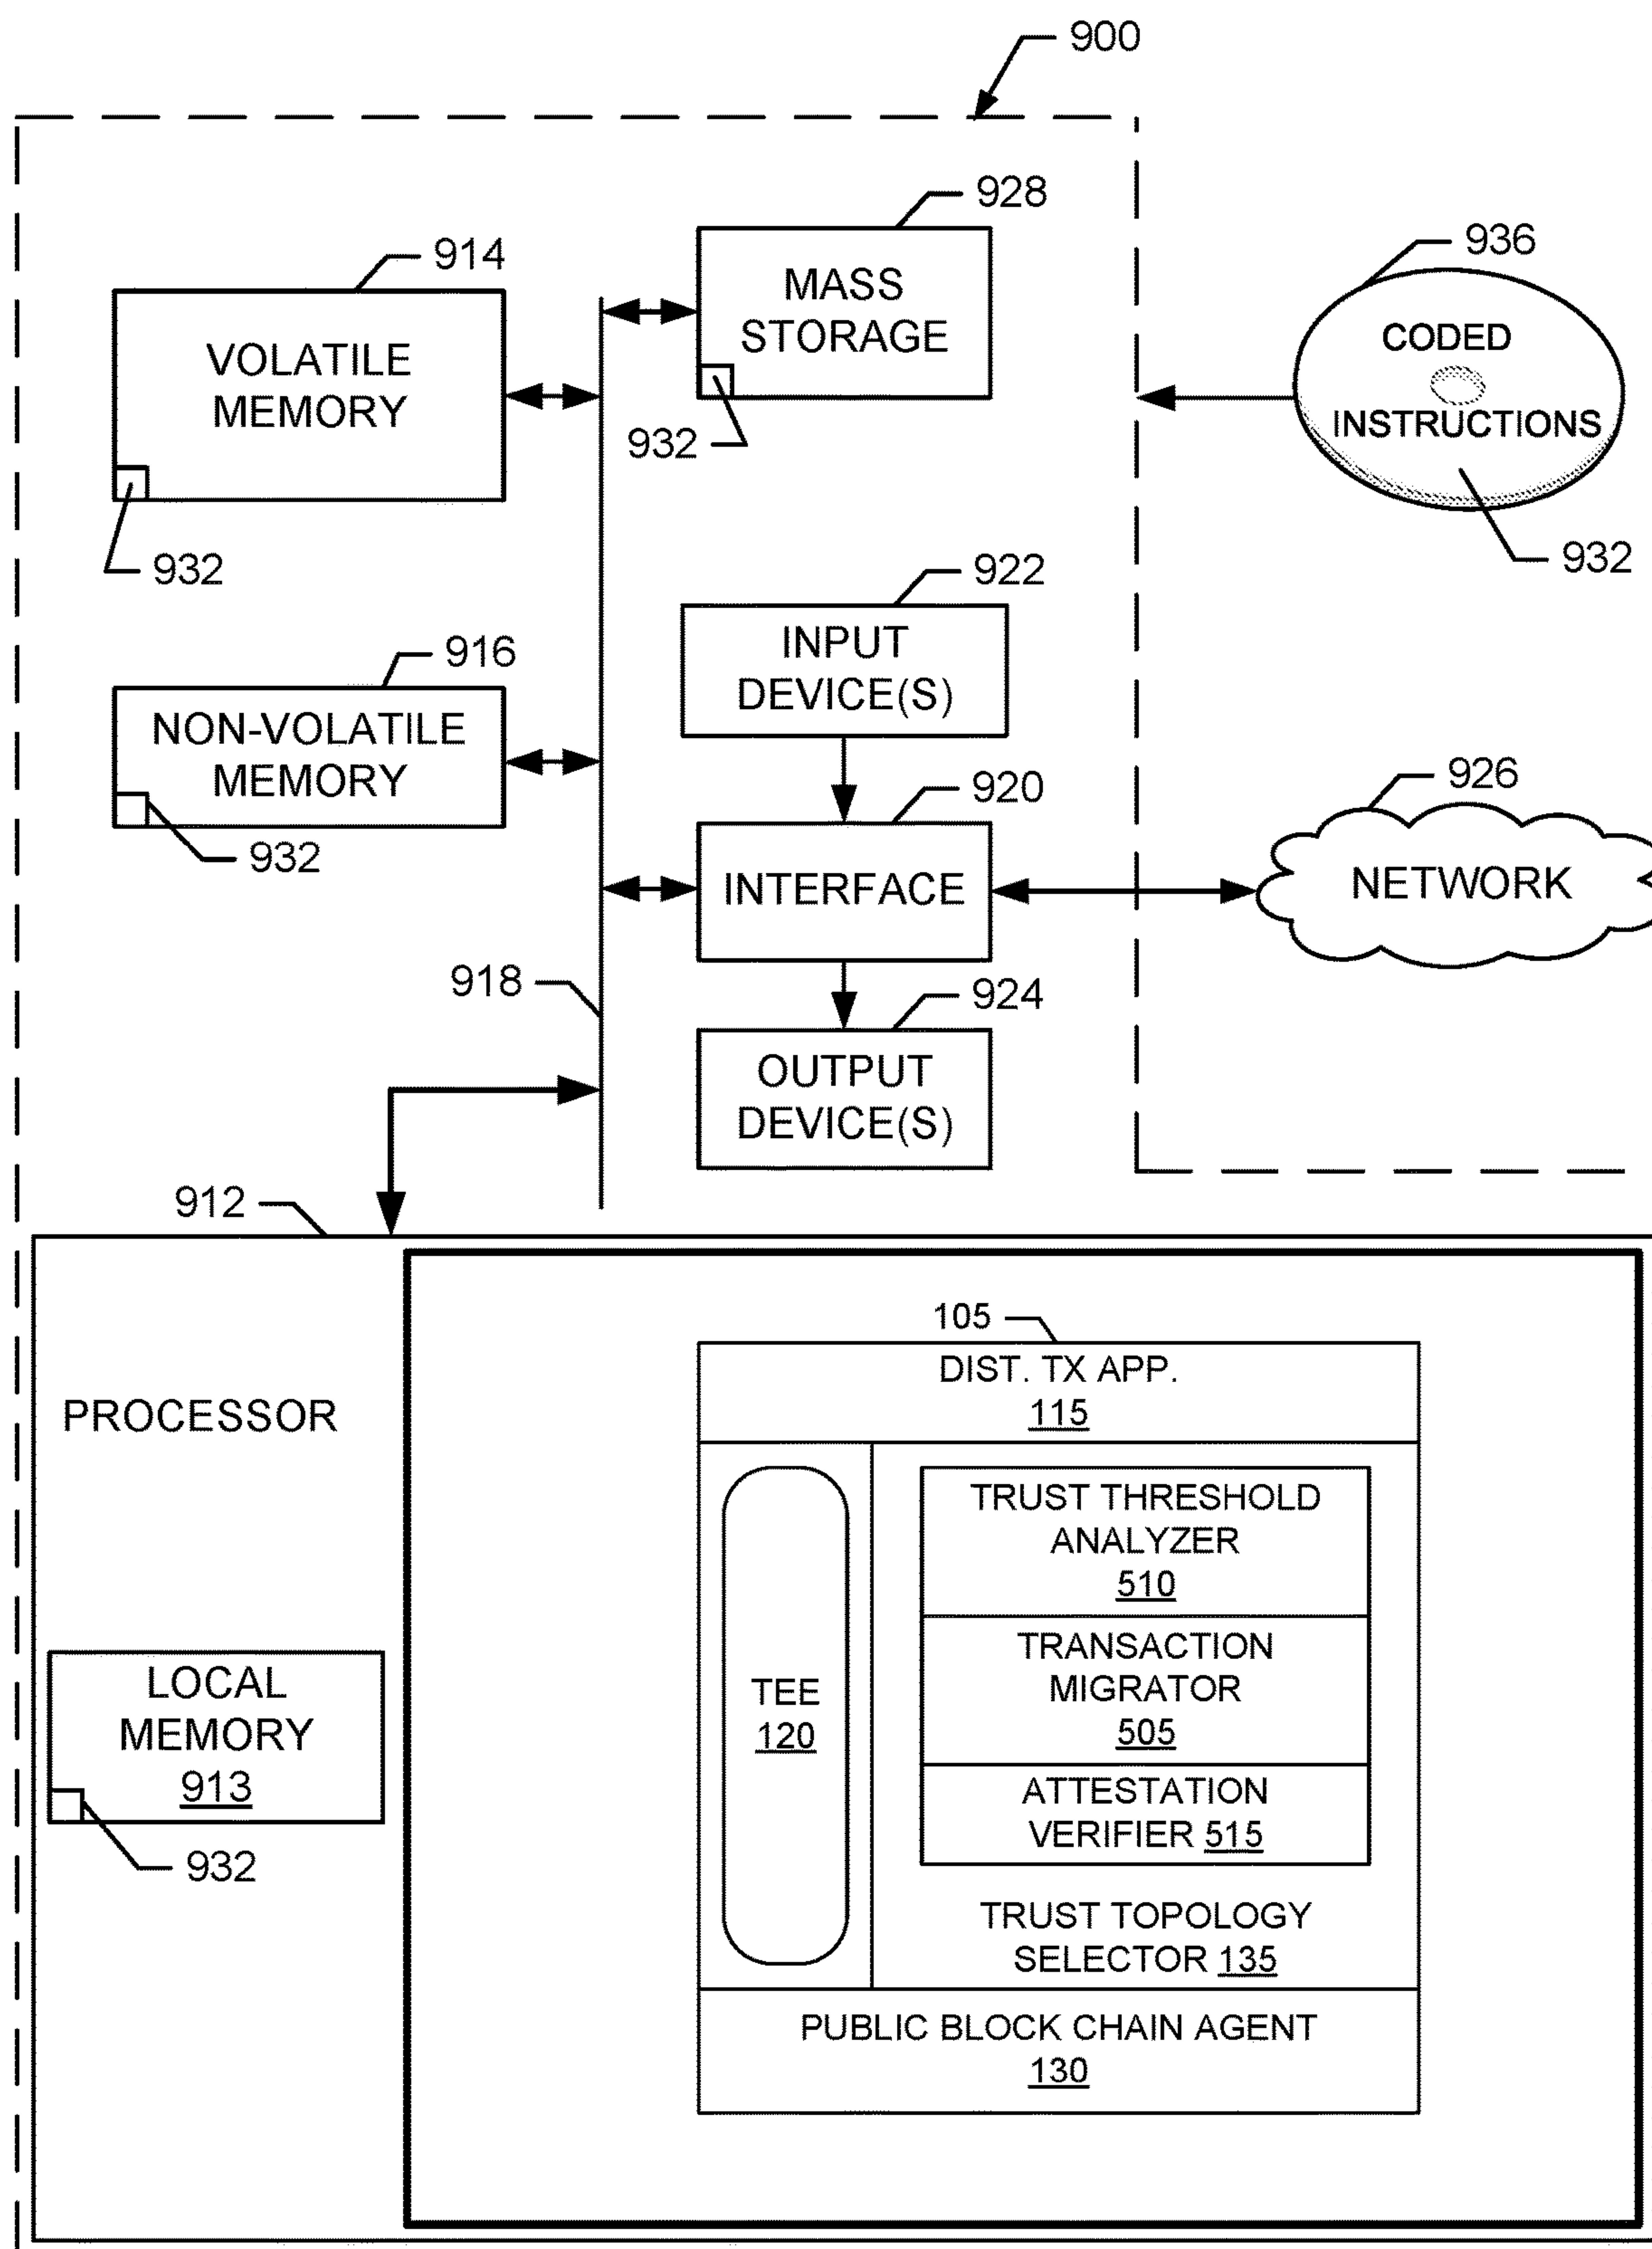 900
928
MASS
STORAGE
932
914
VOLATILE
MEMORY
932
936
CODED
INSTRUCTIONS
932
922
INPUT
DEVICE(S)
916
NON-VOLATILE
MEMORY
932
920
INTERFACE
926
NETWORK
918
924
OUTPUT
DEVICE(S)
912
PROCESSOR
LOCAL
MEMORY
913
932
105
DIST. TX APP.
115
TEE
120
TRUST THRESHOLD
ANALYZER
510
TRANSACTION
MIGRATOR
505
ATTESTATION
VERIFIER 515
TRUST TOPOLOGY
SELECTOR 135
PUBLIC BLOCK CHAIN AGENT
130